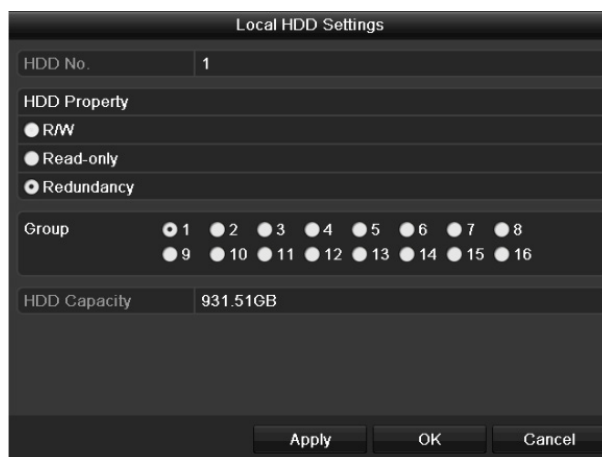 Local HDD Settings
HDD No. 1
HDD Property
R/W
Read-only
Redundancy
Group 1 2 3 4 5 6 7 8
9 10 11 12 13 14 15 16
HDD Capacity 931.51GB
Apply OK Cancel